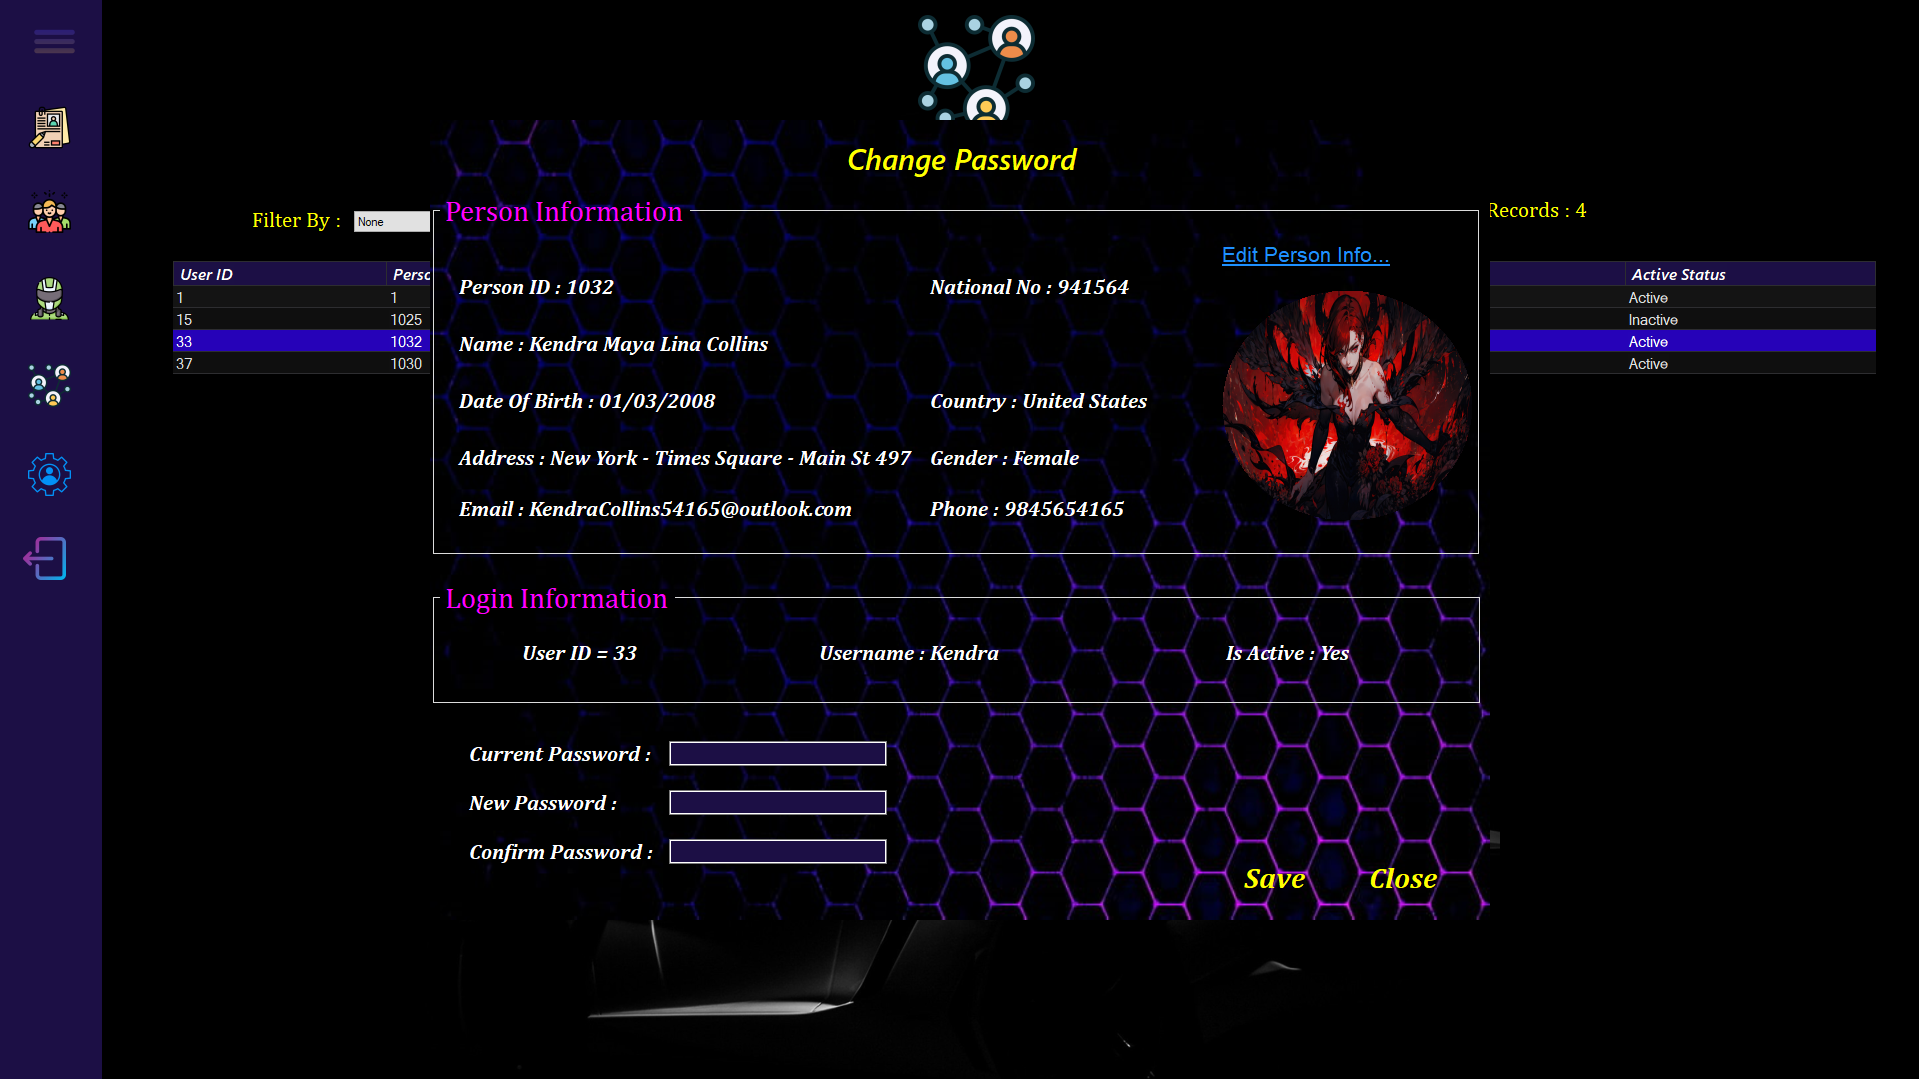 Change Password
Filter By :
None
Records : 4
User ID
Perso
Active Status
1
1
Active
15
1025
Inactive
33
1032
Active
37
1030
Active
Person Information
Edit Person Info...
Person ID : 1032
National No : 941564
Name : Kendra Maya Lina Collins
Date Of Birth : 01/03/2008
Country : United States
Address : New York - Times Square - Main St 497
Gender : Female
Email : KendraCollins54165@outlook.com
Phone : 9845654165
Login Information
User ID = 33
Username : Kendra
Is Active : Yes
Current Password :
New Password :
Confirm Password :
Save
Close